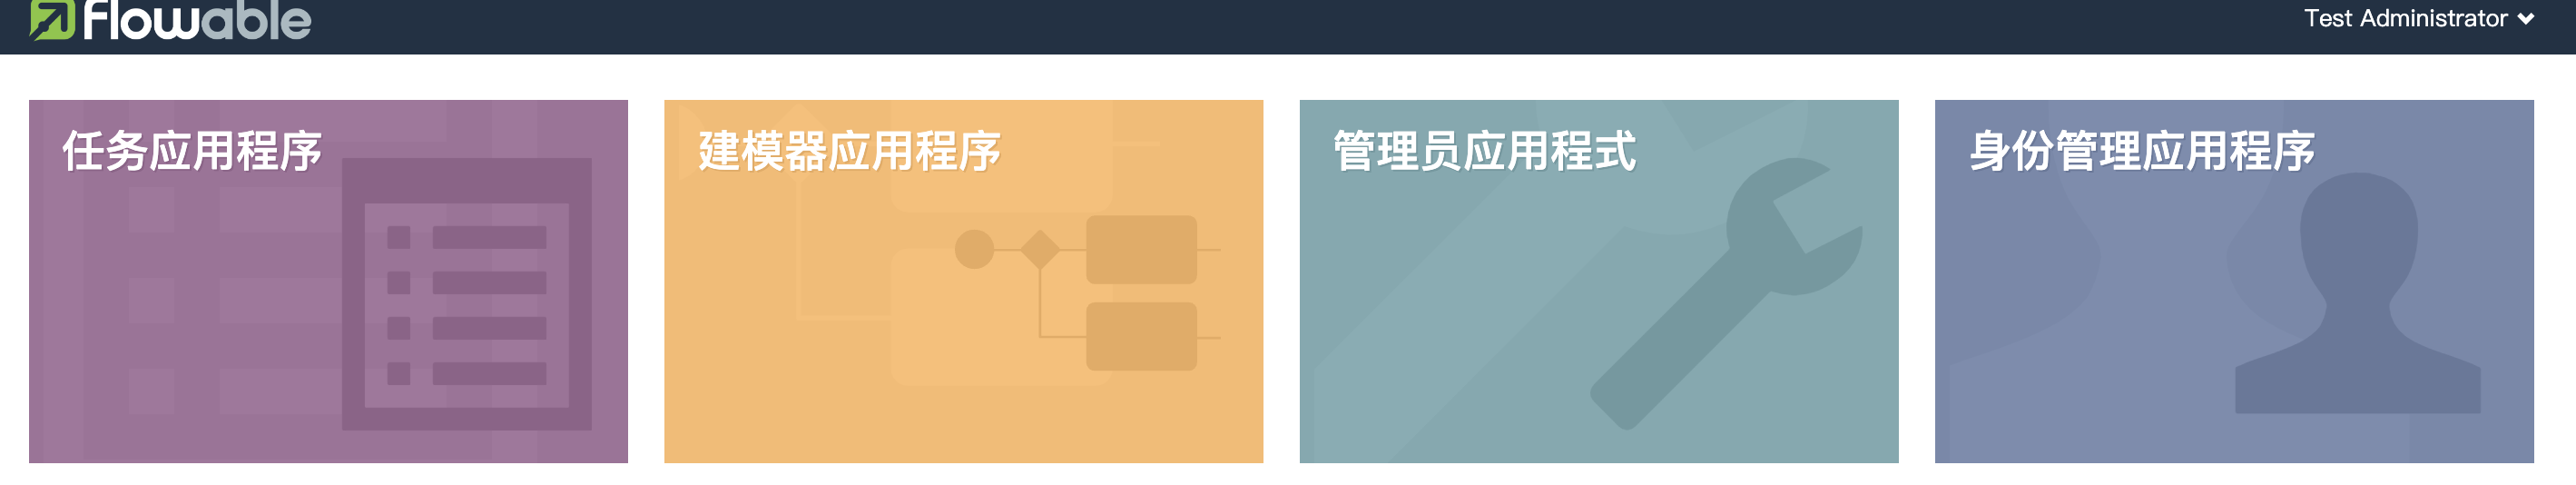 flowable
Test Administrator
任务应用程序
建模器应用程序
管理员应用程式
身份管理应用程序